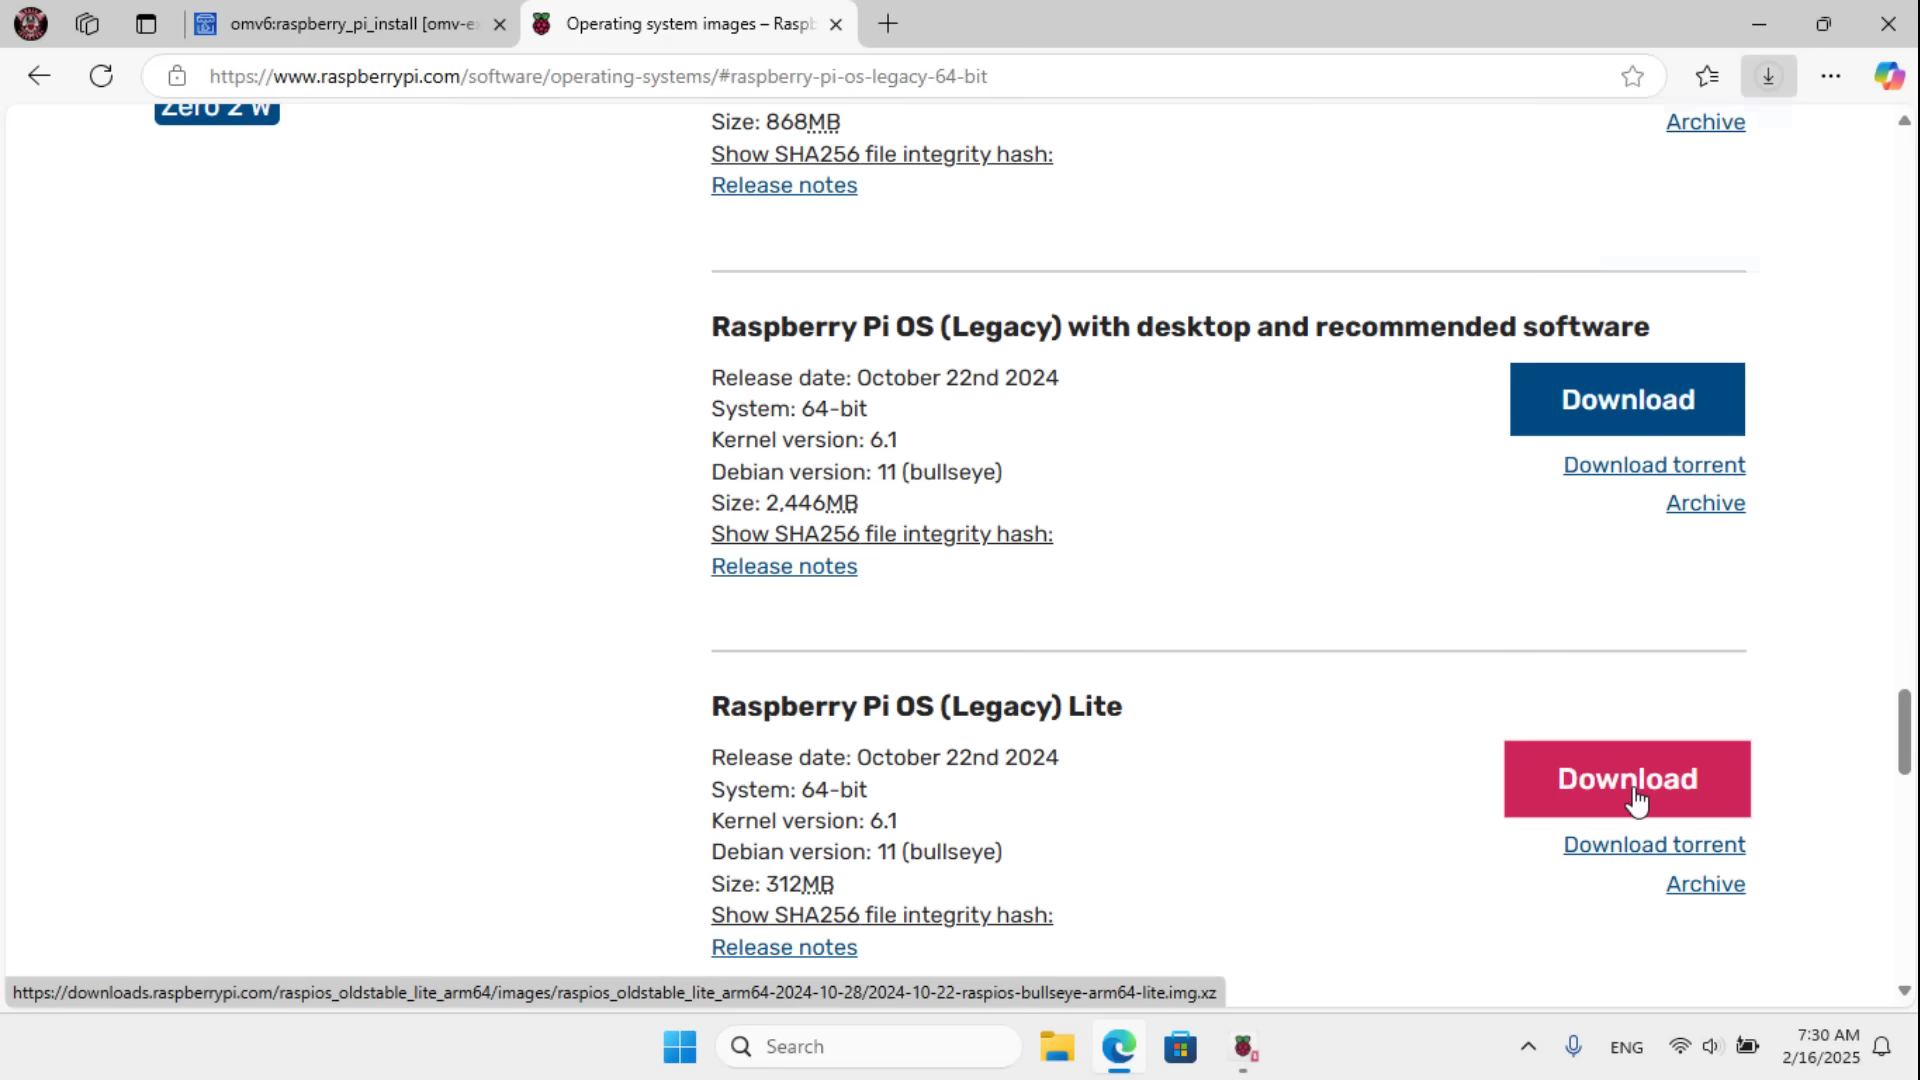 omv6:raspberry_pi_install [omv-e
Operating system images – Rasp
https://www.raspberrypi.com/software/operating-systems/#raspberry-pi-os-legacy-64-bit
Zero 2 W
Size: 868MB
Archive
Show SHA256 file integrity hash:
Release notes
Raspberry Pi OS (Legacy) with desktop and recommended software
Release date: October 22nd 2024
System: 64-bit
Kernel version: 6.1
Debian version: 11 (bullseye)
Size: 2,446MB
Show SHA256 file integrity hash:
Release notes
Download
Download torrent
Archive
Raspberry Pi OS (Legacy) Lite
Release date: October 22nd 2024
System: 64-bit
Kernel version: 6.1
Debian version: 11 (bullseye)
Size: 312MB
Show SHA256 file integrity hash:
Release notes
Download
Download torrent
Archive
https://downloads.raspberrypi.com/raspios_oldstable_lite_arm64/images/raspios_oldstable_lite_arm64-2024-10-28/2024-10-22-raspios-bullseye-arm64-lite.img.xz
Search
ENG
7:30 AM
2/16/2025